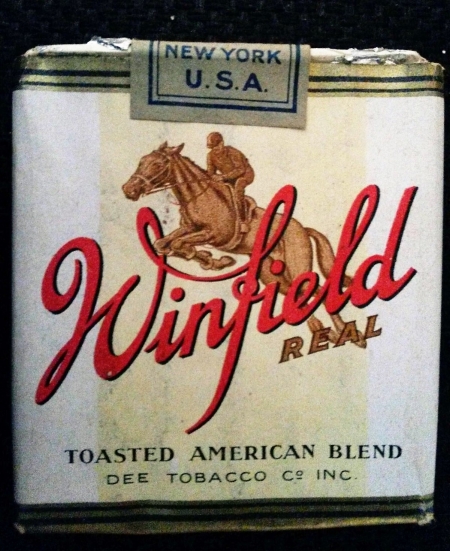 NEW YORK
U.S.A.
Winfield
REAL
TOASTED AMERICAN BLEND
DEE TOBACCO Cº INC.